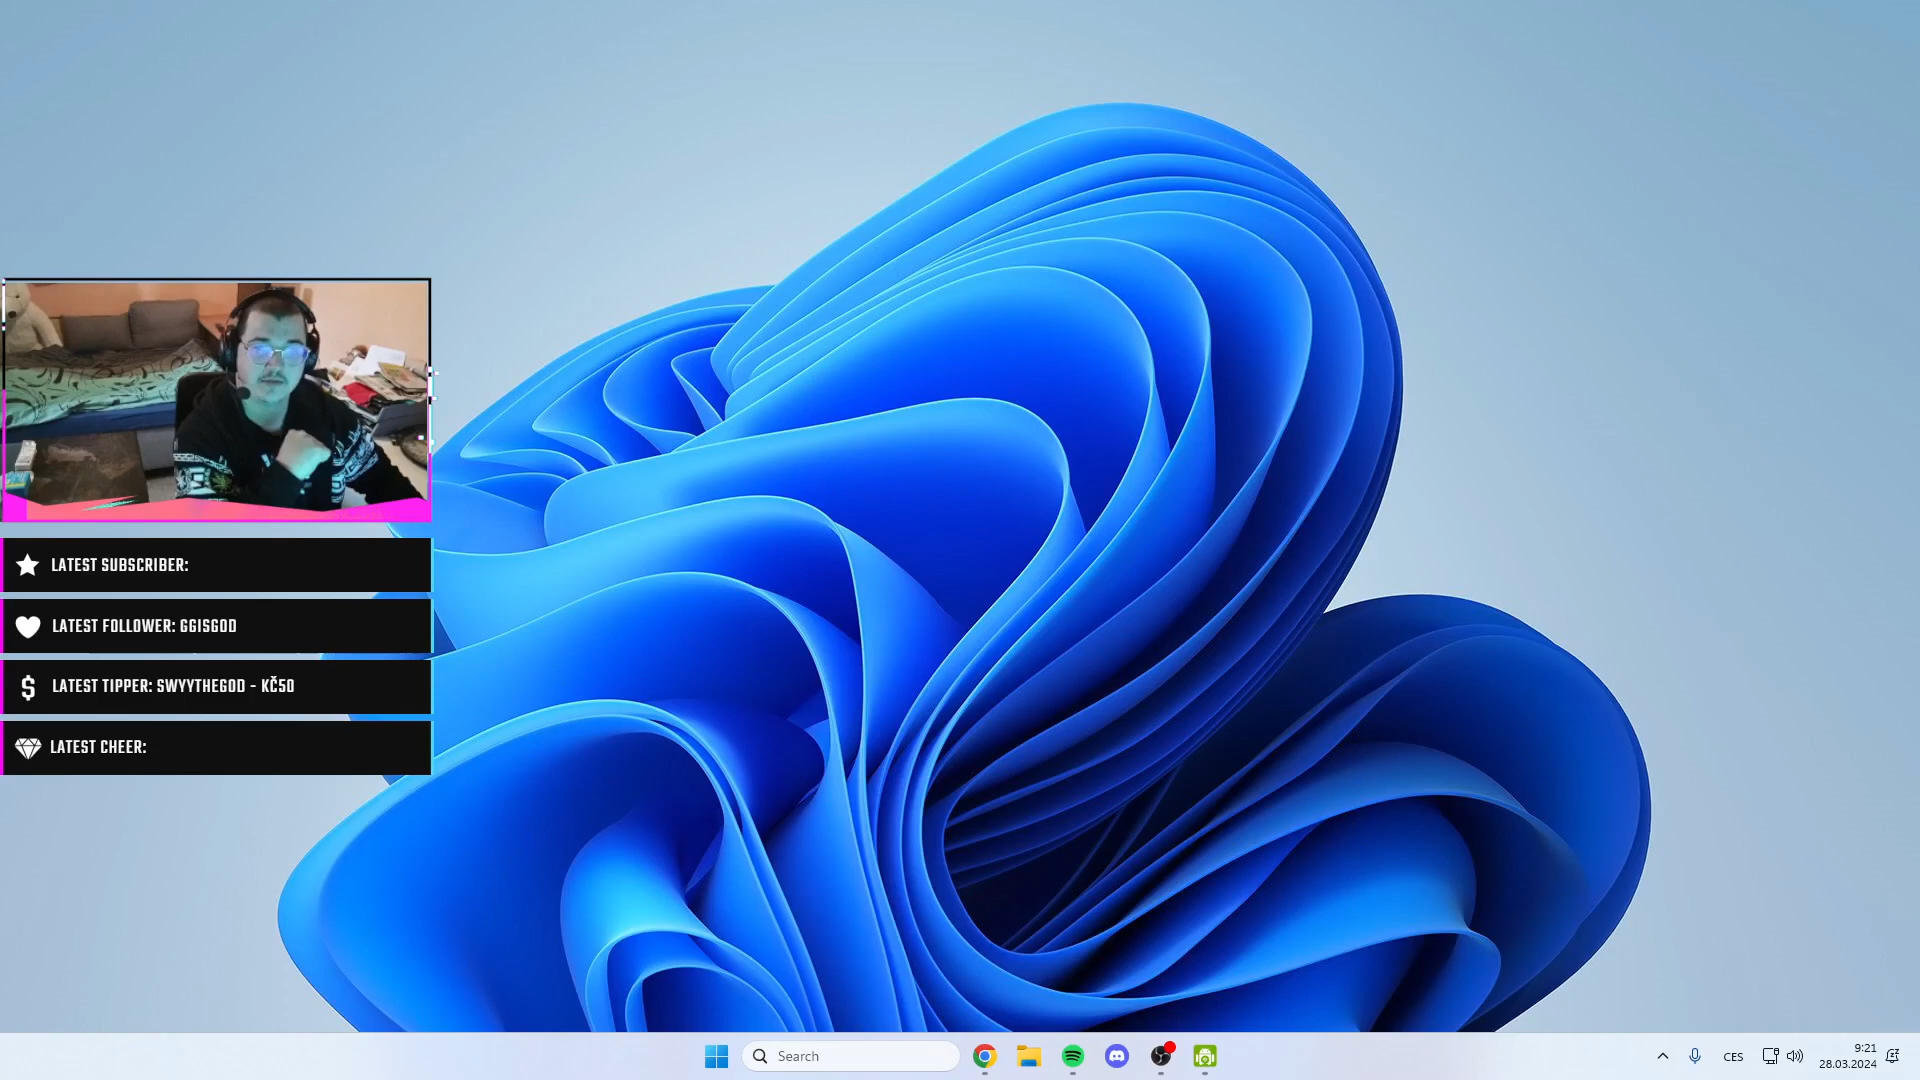 LATEST SUBSCRIBER:
LATEST FOLLOWER: GGISGOD
LATEST TIPPER: SWYYTHEGOD - KČ50
LATEST CHEER:
Search
CES
9:21
28.03.2024